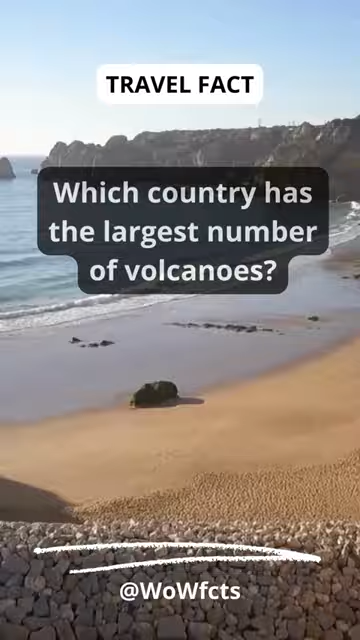 TRAVEL FACT
Which country has
the largest number
of volcanoes?
@WoWfcts